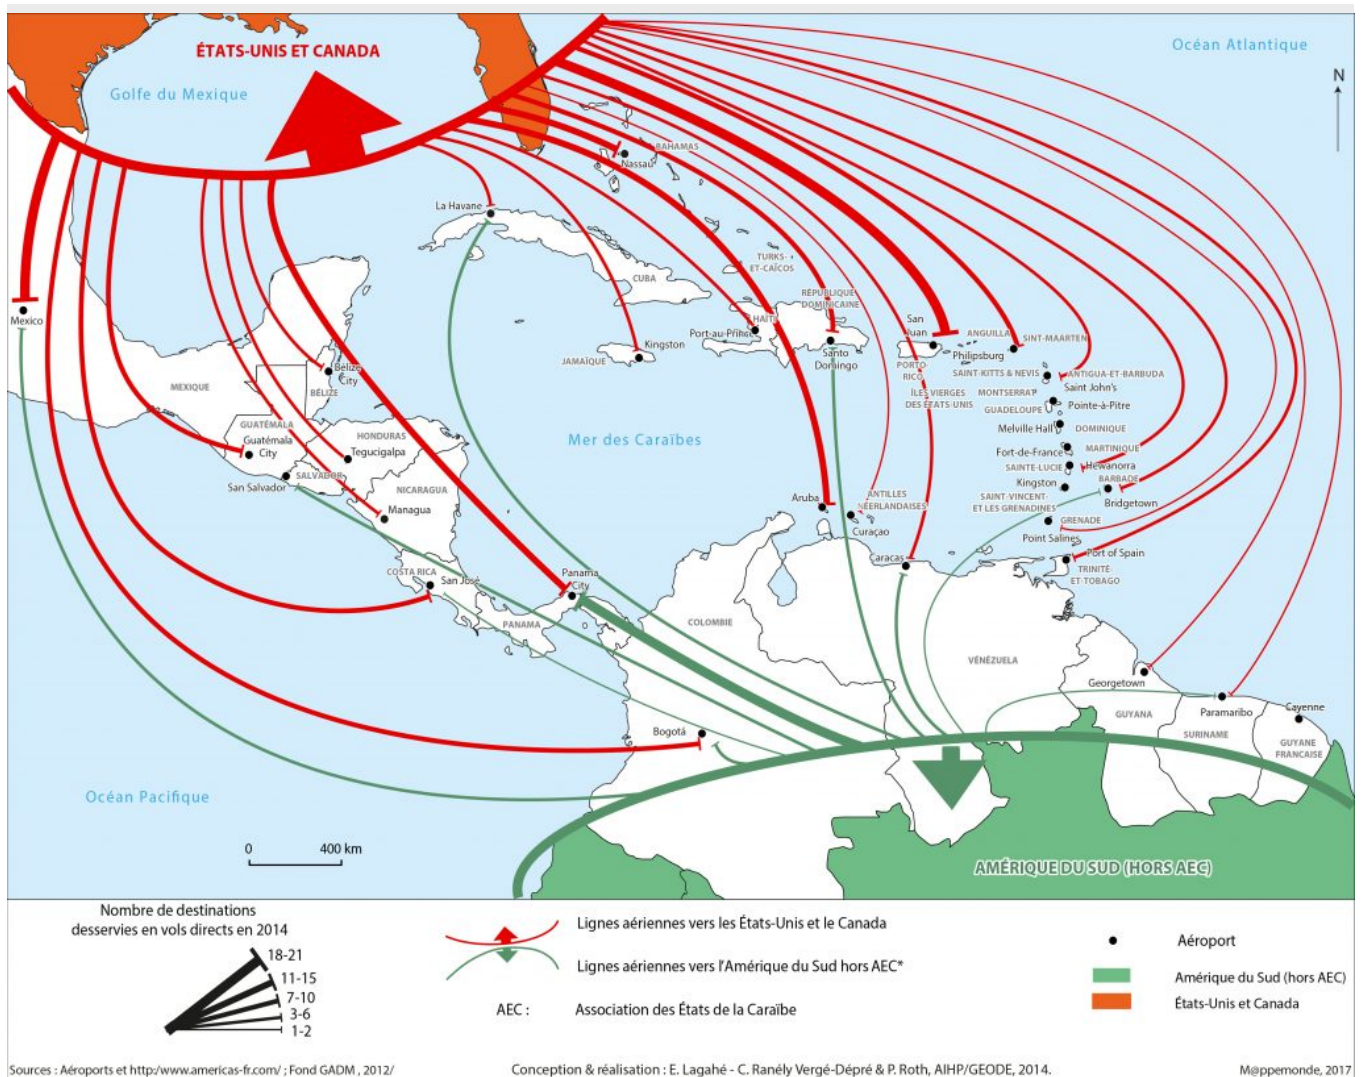 ÉTATS-UNIS ET CANADA
Océan Atlantique
Golfe du Mexique
N
BAHAMAS
Nassau
La Havane
TURKS-
ET-CAÏCOS
CUBA
RÉPUBLIQUE
DOMINICAINE
Mexico
HAÏTI
Port-au-Prince
San
Juan
ANGUILLA
SINT-MAARTEN
Kingston
JAMAÏQUE
Santo
Domingo
Philipsburg
PORTO-
RICO
SAINT-KITTS & NEVIS
ANTIGUA-ET-BARBUDA
Saint John's
Bélize
City
MEXIQUE
BÉLIZE
ÎLES VIERGES
DES ÉTATS-UNIS
MONTSERRAT
GUADELOUPE
Pointe-à-Pitre
GUATÉMALA
Guatémala
City
HONDURAS
Tegucigalpa
Mer des Caraïbes
Melville Hall
DOMINIQUE
Fort-de-France
MARTINIQUE
SAINTE-LUCIE
Hewanorra
San Salvador
SALVADOR
NICARAGUA
Kingston
BARBADE
Bridgetown
Managua
Aruba
ANTILLES
NÉERLANDAISES
SAINT-VINCENT-
ET LES GRENADINES
Curaçao
GRENADE
Point Salines
Caracas
Port of Spain
TRINITÉ-
ET-TOBAGO
COSTA RICA
San José
Panama
City
PANAMA
COLOMBIE
VÉNÉZUELA
Georgetown
GUYANA
Paramaribo
SURINAME
Cayenne
GUYANE
FRANCAISE
Bogotá
Océan Pacifique
0 400 km
AMÉRIQUE DU SUD (HORS AEC)
Nombre de destinations
desservies en vols directs en 2014
18-21
11-15
7-10
3-6
1-2
Lignes aériennes vers les États-Unis et le Canada
Lignes aériennes vers l'Amérique du Sud hors AEC*
AEC : Association des États de la Caraïbe
Aéroport
Amérique du Sud (hors AEC)
États-Unis et Canada
Sources : Aéroports et http:/www.americas-fr.com/ ; Fond GADM , 2012/
Conception & réalisation : E. Lagahé - C. Ranély Vergé-Dépré & P. Roth, AIHP/GEODE, 2014.
M@ppemonde, 2017